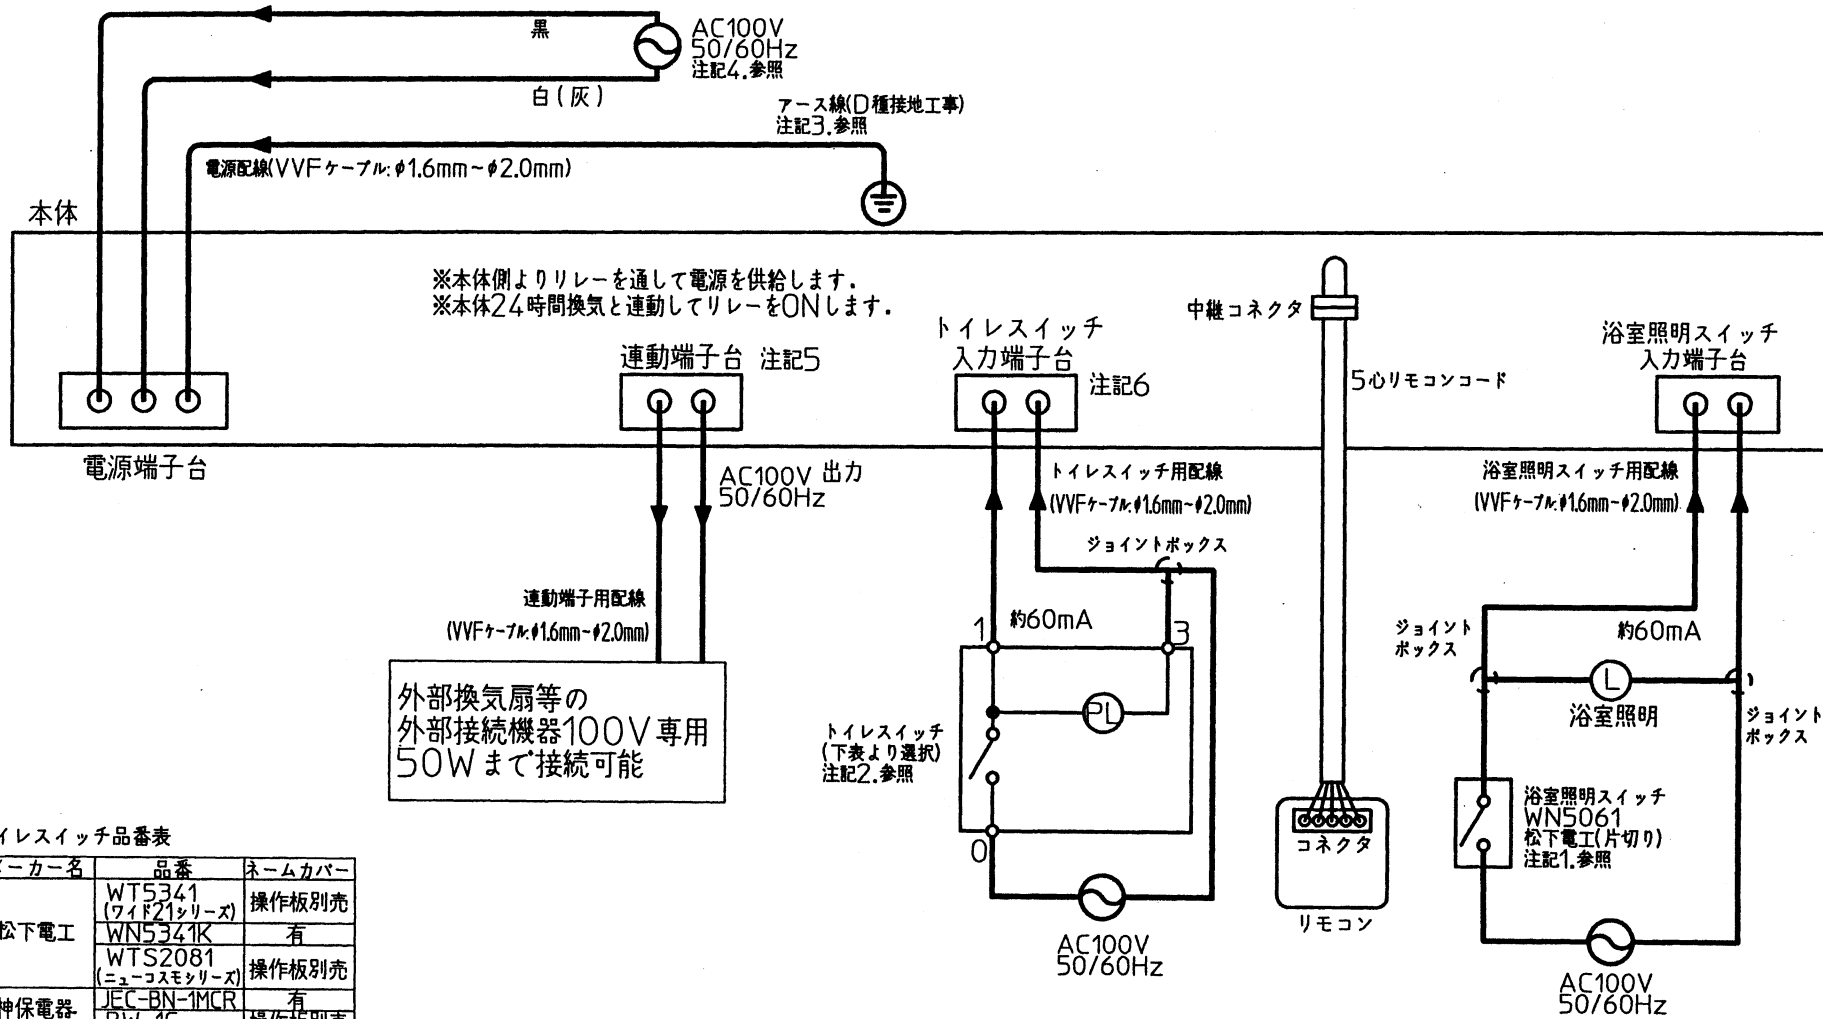 黒
AC100V
50/60Hz
注記4.参照
白(灰)
アース線(D種接地工事)
注記3.参照
電源配線(VVFケーブル:φ1.6mm~φ2.0mm)
本体
※本体側よりリレーを通して電源を供給します.
※本体24時間換気と連動してリレーをONします.
連動端子台 注記5
トイレスイッチ
入力端子台
注記6
中継コネクタ
5心リモコンコード
浴室照明スイッチ
入力端子台
電源端子台
AC100V 出力
50/60Hz
トイレスイッチ用配線
(VVFケーブル:φ1.6mm~φ2.0mm)
浴室照明スイッチ用配線
(VVFケーブル:φ1.6mm~φ2.0mm)
ジョイントボックス
連動端子用配線
(VVFケーブル:φ1.6mm~φ2.0mm)
1
約60mA
3
PL
0
トイレスイッチ
(下表より選択)
注記2.参照
外部換気扇等の
外部接続機器100V専用
50Wまで接続可能
AC100V
50/60Hz
コネクタ
リモコン
ジョイント
ボックス
約60mA
L
浴室照明
ジョイント
ボックス
浴室照明スイッチ
WN5061
松下電工(片切り)
注記1.参照
AC100V
50/60Hz
イレスイッチ品番表
ーカー名 品番 ネームカバー
松下電工
WT5341
(ワイド21シリーズ)
操作板別売
WN5341K 有
WTS2081
(ニューコスモシリーズ)
操作板別売
神保電器
JEC-BN-1MCR 有
操作板別売